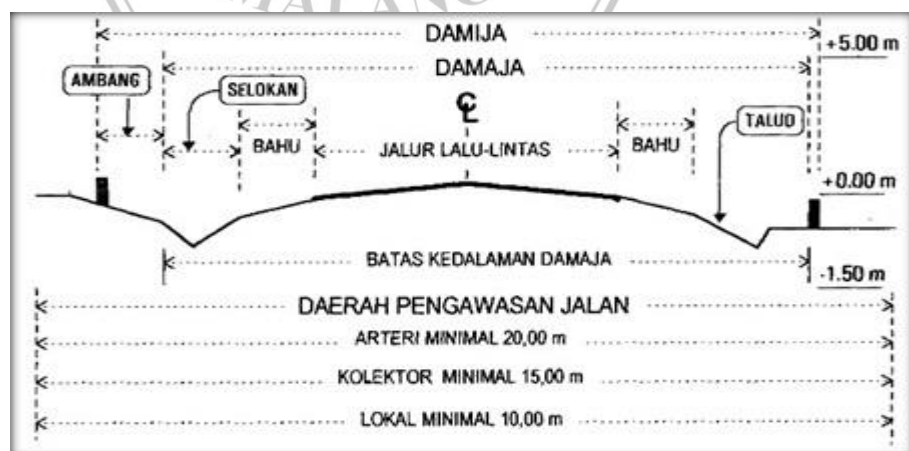 MALANG
DAMIJA
+5.00 m
DAMAJA
AMBANG
SELOKAN
℄
TALUD
BAHU
JALUR LALU-LINTAS
BAHU
+0.00 m
BATAS KEDALAMAN DAMAJA
-1.50 m
DAERAH PENGAWASAN JALAN
ARTERI MINIMAL 20,00 m
KOLEKTOR MINIMAL 15,00 m
LOKAL MINIMAL 10,00 m